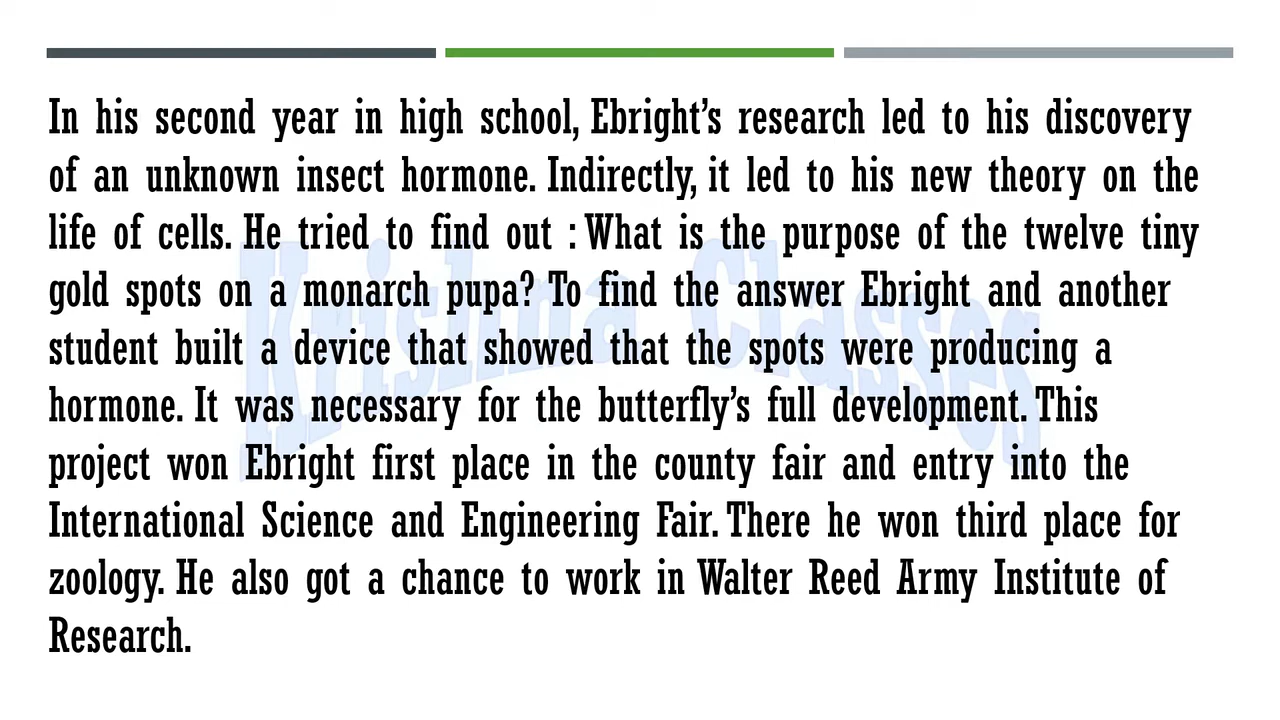 In his second year in high school, Ebright’s research led to his discovery
of an unknown insect hormone. Indirectly, it led to his new theory on the
life of cells. He tried to find out : What is the purpose of the twelve tiny
gold spots on a monarch pupa? To find the answer Ebright and another
student built a device that showed that the spots were producing a
hormone. It was necessary for the butterfly’s full development. This
project won Ebright first place in the county fair and entry into the
International Science and Engineering Fair. There he won third place for
zoology. He also got a chance to work in Walter Reed Army Institute of
Research.
Krishna Classes